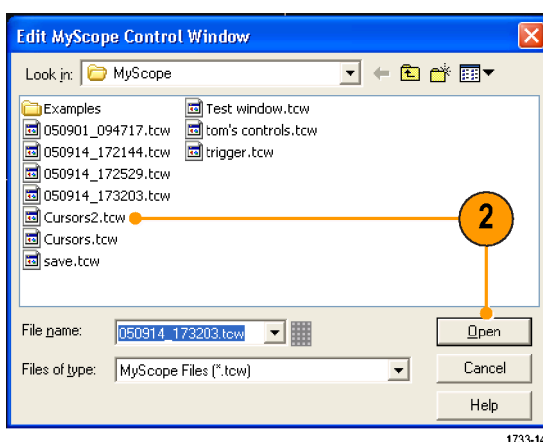 Edit MyScope Control Window
Look in: MyScope
Examples
050901_094717.tcw
050914_172144.tcw
050914_172529.tcw
050914_173203.tcw
Cursors2.tcw
Cursors.tcw
save.tcw
Test window.tcw
tom's controls.tcw
trigger.tcw
2
File name: 050914_173203.tcw Open
Files of type: MyScope Files (*.tcw) Cancel
Help